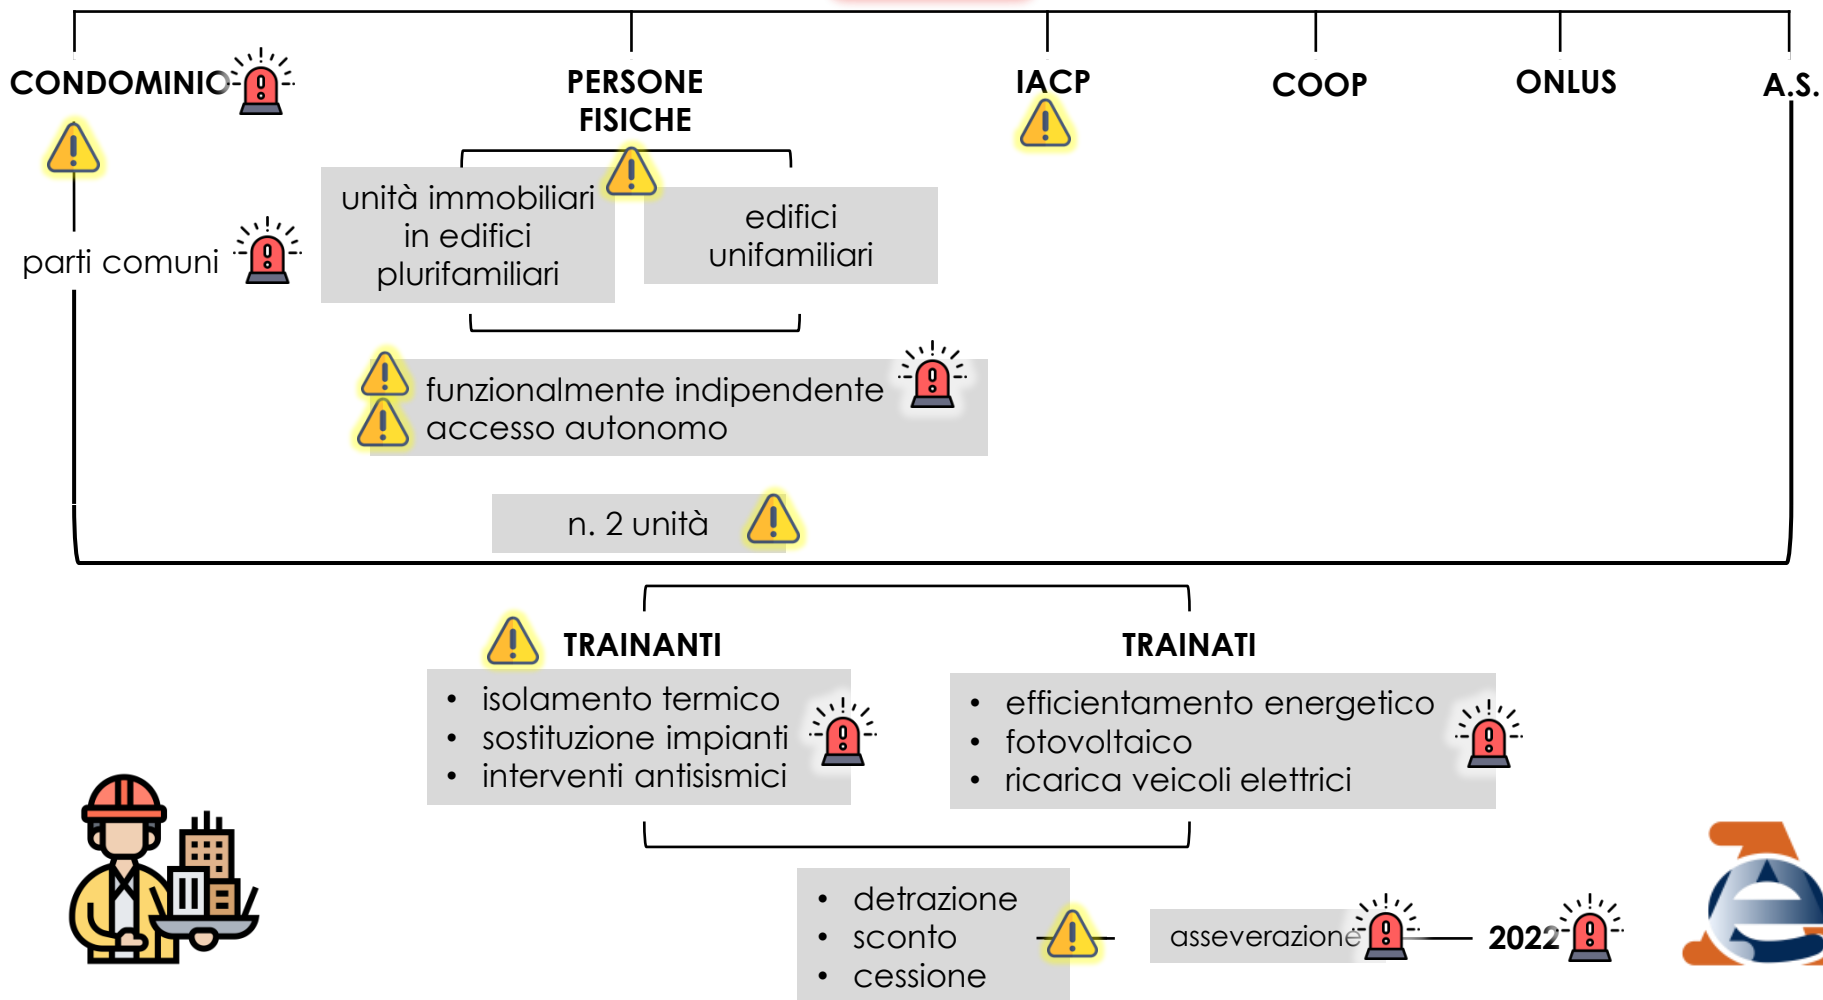 CONDOMINIO
PERSONE
FISICHE
IACP
COOP
ONLUS
A.S.
parti comuni
unità immobiliari
in edifici
plurifamiliari
edifici
unifamiliari
funzionalmente indipendente
accesso autonomo
n. 2 unità
TRAINANTI
• isolamento termico
• sostituzione impianti
• interventi antisismici
TRAINATI
• efficientamento energetico
• fotovoltaico
• ricarica veicoli elettrici
• detrazione
• sconto
• cessione
asseverazione
2022